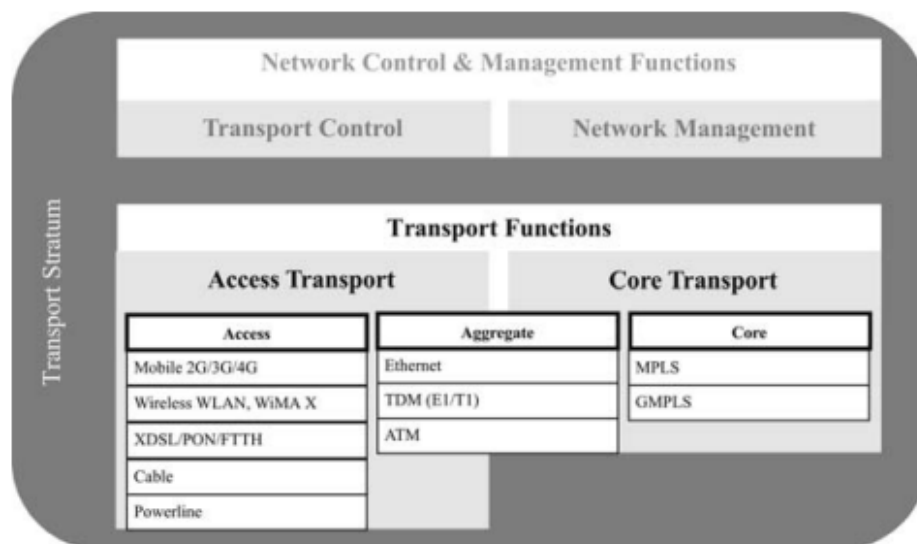 Network Control & Management Functions
Transport Control
Network Management
Transport Stratum
Transport Functions
Access Transport
Core Transport
Access
Mobile 2G/3G/4G
Wireless WLAN, WiMA X
XDSL/PON/FTTH
Cable
Powerline
Aggregate
Ethernet
TDM (E1/T1)
ATM
Core
MPLS
GMPLS